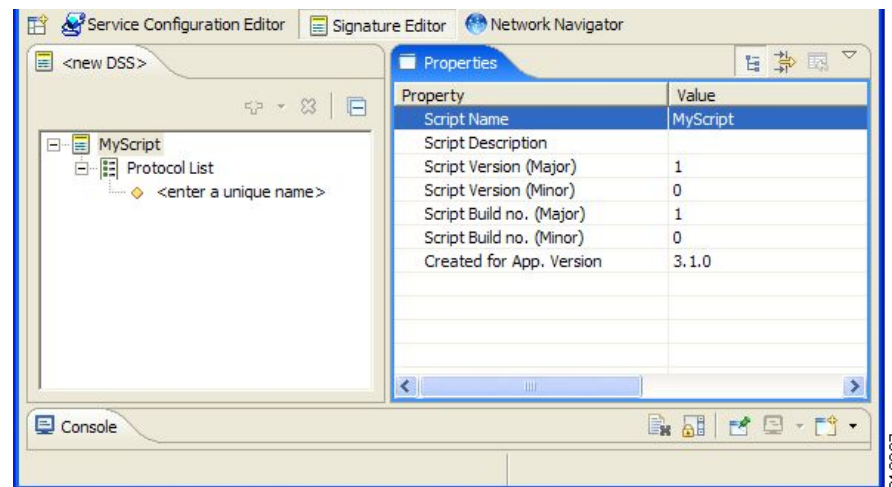 Service Configuration Editor Signature Editor Network Navigator
<new DSS>
MyScript
Protocol List
<enter a unique name>
Properties
Property Value
Script Name MyScript
Script Description
Script Version (Major) 1
Script Version (Minor) 0
Script Build no. (Major) 1
Script Build no. (Minor) 0
Created for App. Version 3.1.0
Console